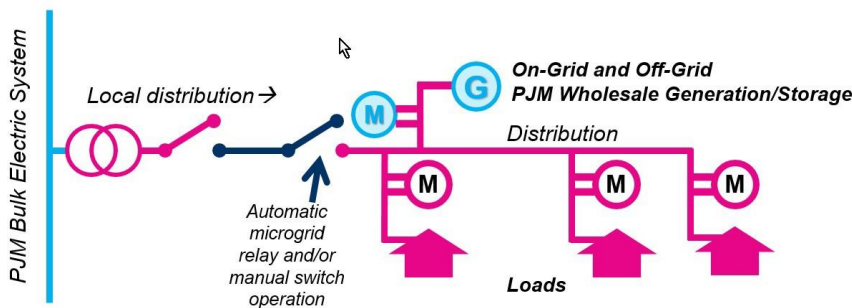 PJM Bulk Electric System
Local distribution →
M
G
On-Grid and Off-Grid
PJM Wholesale Generation/Storage
Distribution
M
M
M
Automatic
microgrid
relay and/or
manual switch
operation
Loads